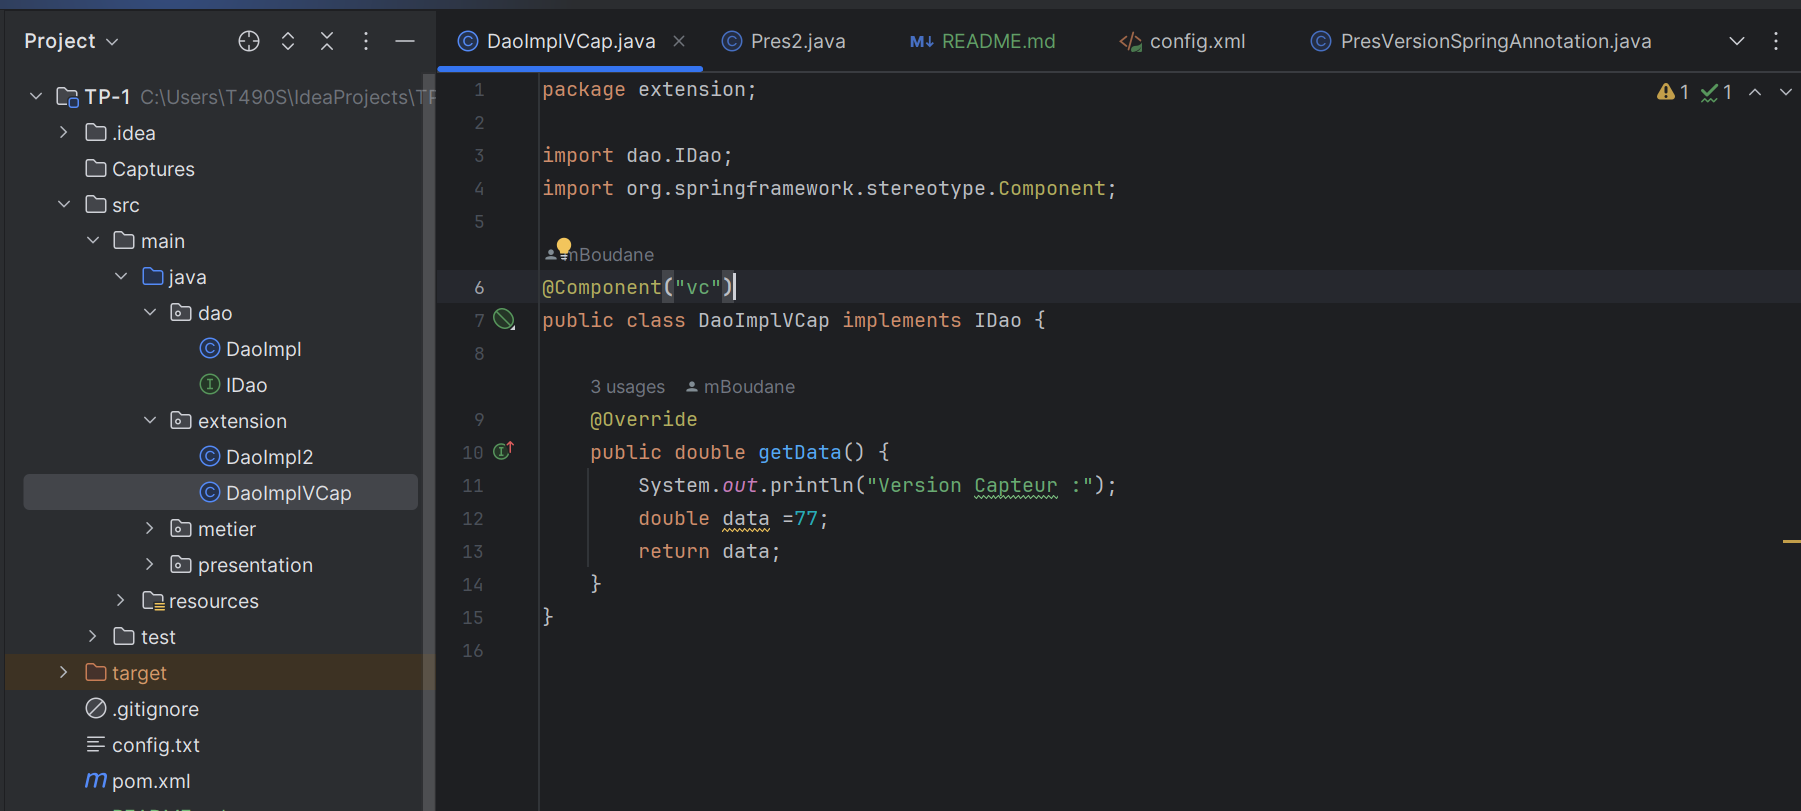 Project
DaoImplVCap.java
Pres2.java
M↓ README.md
config.xml
PresVersionSpringAnnotation.java
TP-1 C:\Users\T490S\IdeaProjects\TP
.idea
Captures
src
main
java
dao
DaoImpl
IDao
extension
DaoImpl2
DaoImplVCap
metier
presentation
resources
test
target
.gitignore
config.txt
pom.xml
1 package extension;
1 1
2
3 import dao.IDao;
4 import org.springframework.stereotype.Component;
5
mBoudane
6 @Component("vc")
7 public class DaoImplVCap implements IDao {
8
3 usages mBoudane
9 @Override
10 public double getData() {
11 System.out.println("Version Capteur :");
12 double data =77;
13 return data;
14 }
15 }
16